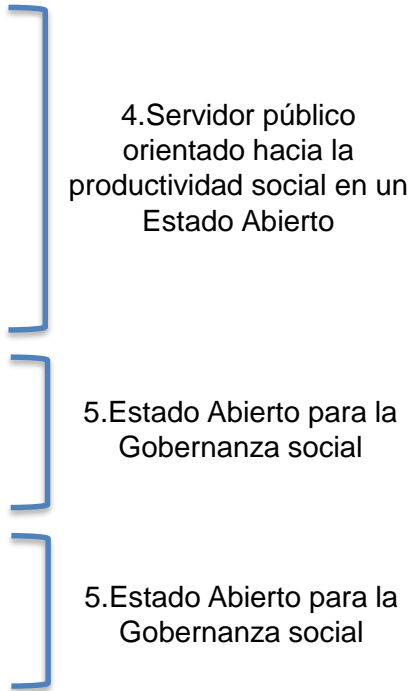 4.Servidor público
orientado hacia la
productividad social en un
Estado Abierto
5.Estado Abierto para la
Gobernanza social
5.Estado Abierto para la
Gobernanza social